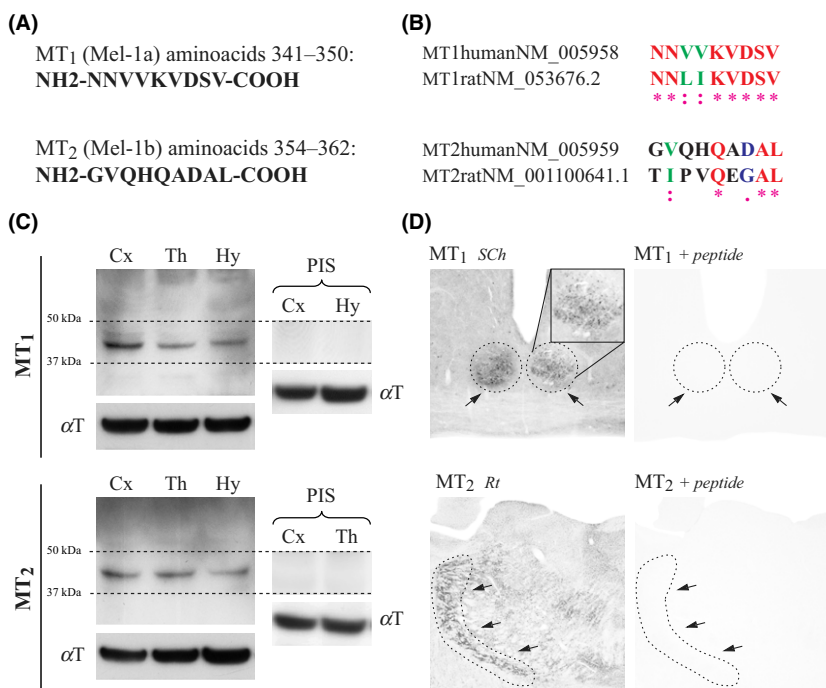 (A)
MT1 (Mel-1a) aminoacids 341–350:
NH2-NNVVKVDSV-COOH
MT2 (Mel-1b) aminoacids 354–362:
NH2-GVQHQADAL-COOH
(B)
MT1humanNM_005958 NNVVKVDSV
MT1ratNM_053676.2 NNLIKVDSV
**::*****
MT2humanNM_005959 GVQHQADAL
MT2ratNM_001100641.1 TIPVQEGAL
: * .**
(C)
MT1
Cx Th Hy
PIS
Cx Hy
50 kDa
37 kDa
αT
αT
MT2
Cx Th Hy
PIS
Cx Th
50 kDa
37 kDa
αT
αT
(D)
MT1 SCh
MT1 + peptide
MT2 Rt
MT2 + peptide